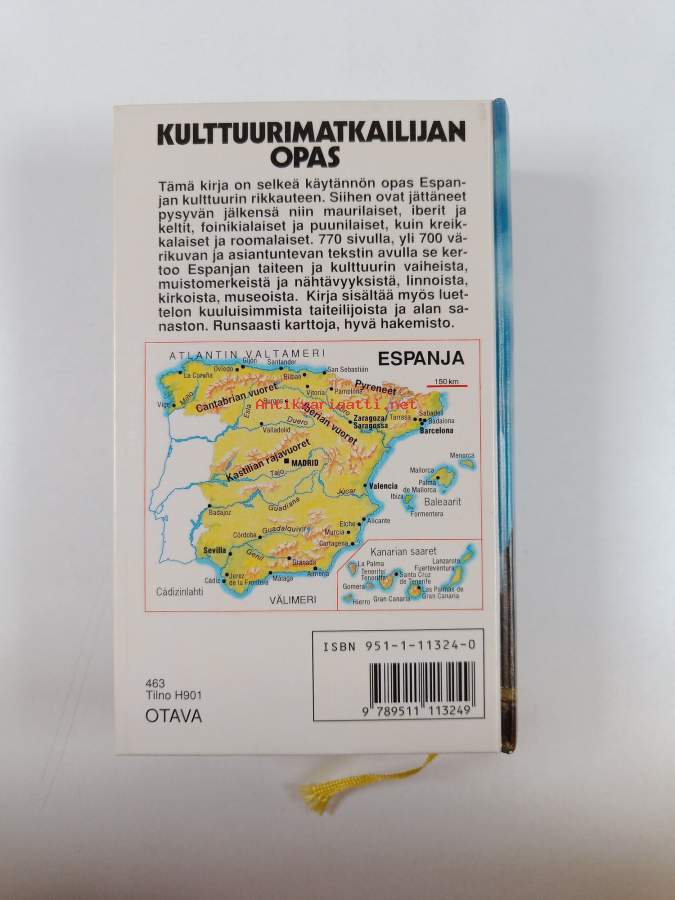 KULTTUURIMATKAILIJAN
OPAS
Tämä kirja on selkeä käytännön opas Espan-
jan kulttuurin rikkauteen. Siihen ovat jättäneet
pysyvän jälkensä niin maurilaiset, iberit ja
keltit, foinikialaiset ja puunilaiset, kuin kreik-
kalaiset ja roomalaiset. 770 sivulla, yli 700 vä-
rikuvan ja asiantuntevan tekstin avulla se ker-
too Espanjan taiteen ja kulttuurin vaiheista,
muistomerkeistä ja nähtävyyksistä, linnoista,
kirkoista, museoista. Kirja sisältää myös luet-
telon kuuluisimmista taiteilijoista ja alan sa-
naston. Runsaasti karttoja, hyvä hakemisto.
ATLANTIN VALTAMERI
ESPANJA
150 km
La Coruña
Oviedo
Gijón
Santander
Bilbao
San Sebastián
Vitoria
Pamplona
Pyreneet
Vigo
Miño
Cantabrian vuoret
Esla
Burgos
Antikvariaatti.net
Iberian vuoret
Duero
Valladolid
Zaragoza/
Saragossa
Tarrasa
Sabadell
Badalona
Barcelona
Kastilian rajavuoret
MADRID
Tajo
Menorca
Mallorca
Palma
de Mallorca
Ibiza
Baleaarit
Formentera
Valencia
Júcar
Badajoz
Guadiana
Elche
Alicante
Murcia
Cartagena
Córdoba
Guadalquivir
Sevilla
Genil
Granada
Almería
Málaga
Jerez
de la Frontera
Cádiz
Cádizinlahti
VÄLIMERI
Kanarian saaret
La Palma
Teneriffa
Gomera
Hierro
Santa Cruz
de Tenerife
Gran Canaria
Las Palmas de
Gran Canaria
Lanzarote
Fuerteventura
ISBN 951-1-11324-0
9 789511 113249
463
Tilno H901
OTAVA